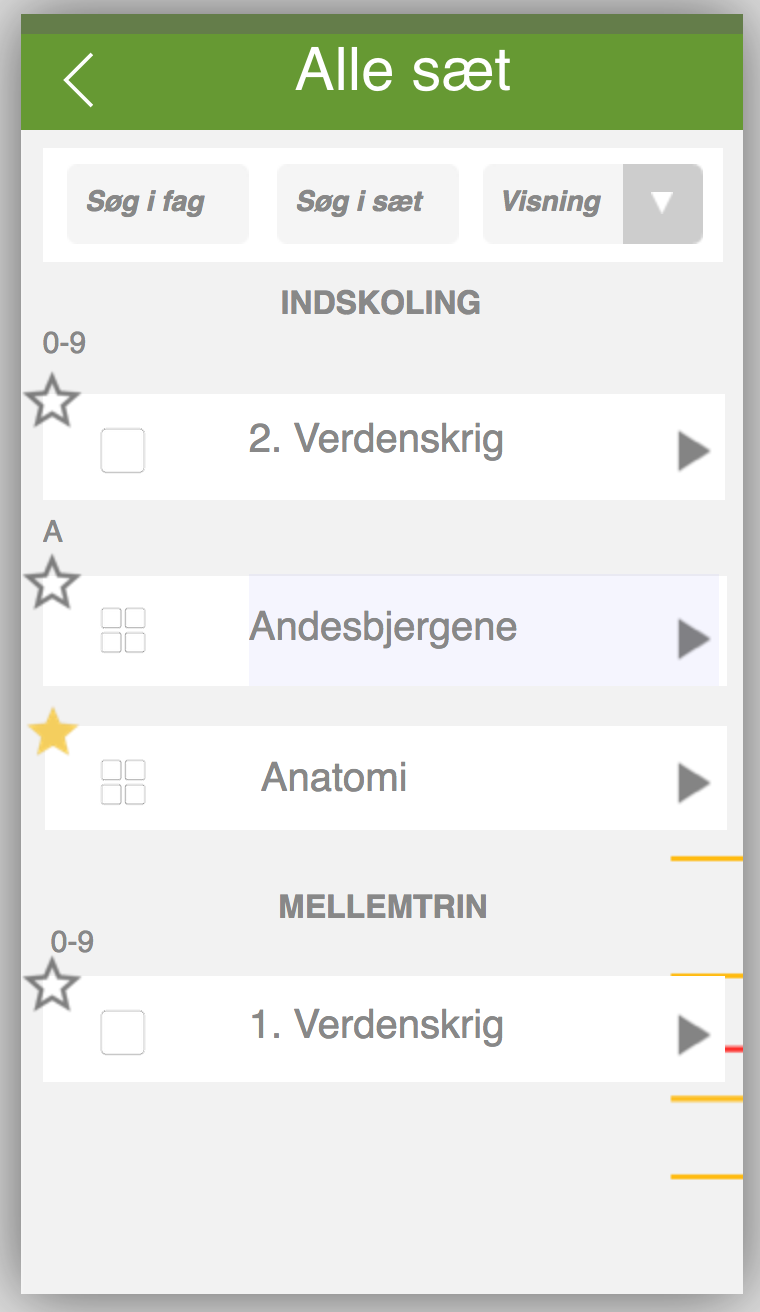 Alle sæt
Søg i fag Søg i sæt Visning
INDSKOLING
0-9
2. Verdenskrig
A
Andesbjergene
Anatomi
MELLEMTRIN
0-9
1. Verdenskrig